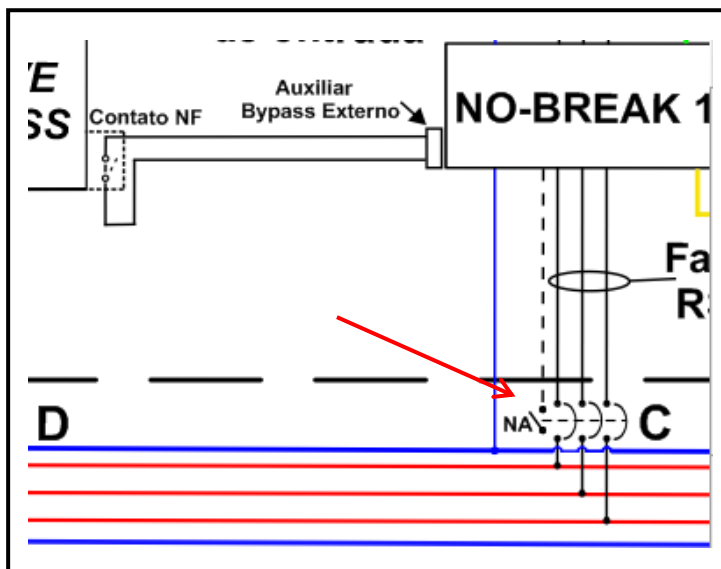 Auxiliar
Bypass Externo
Contato NF
NO-BREAK 1
NA
D
C